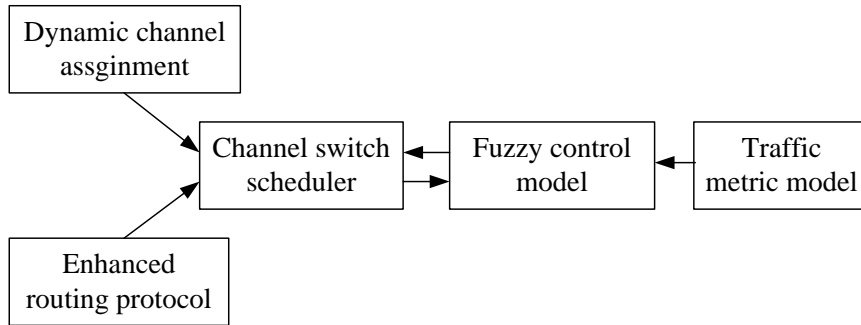 Dynamic channel
assginment
Channel switch
scheduler
Fuzzy control
model
Traffic
metric model
Enhanced
routing protocol